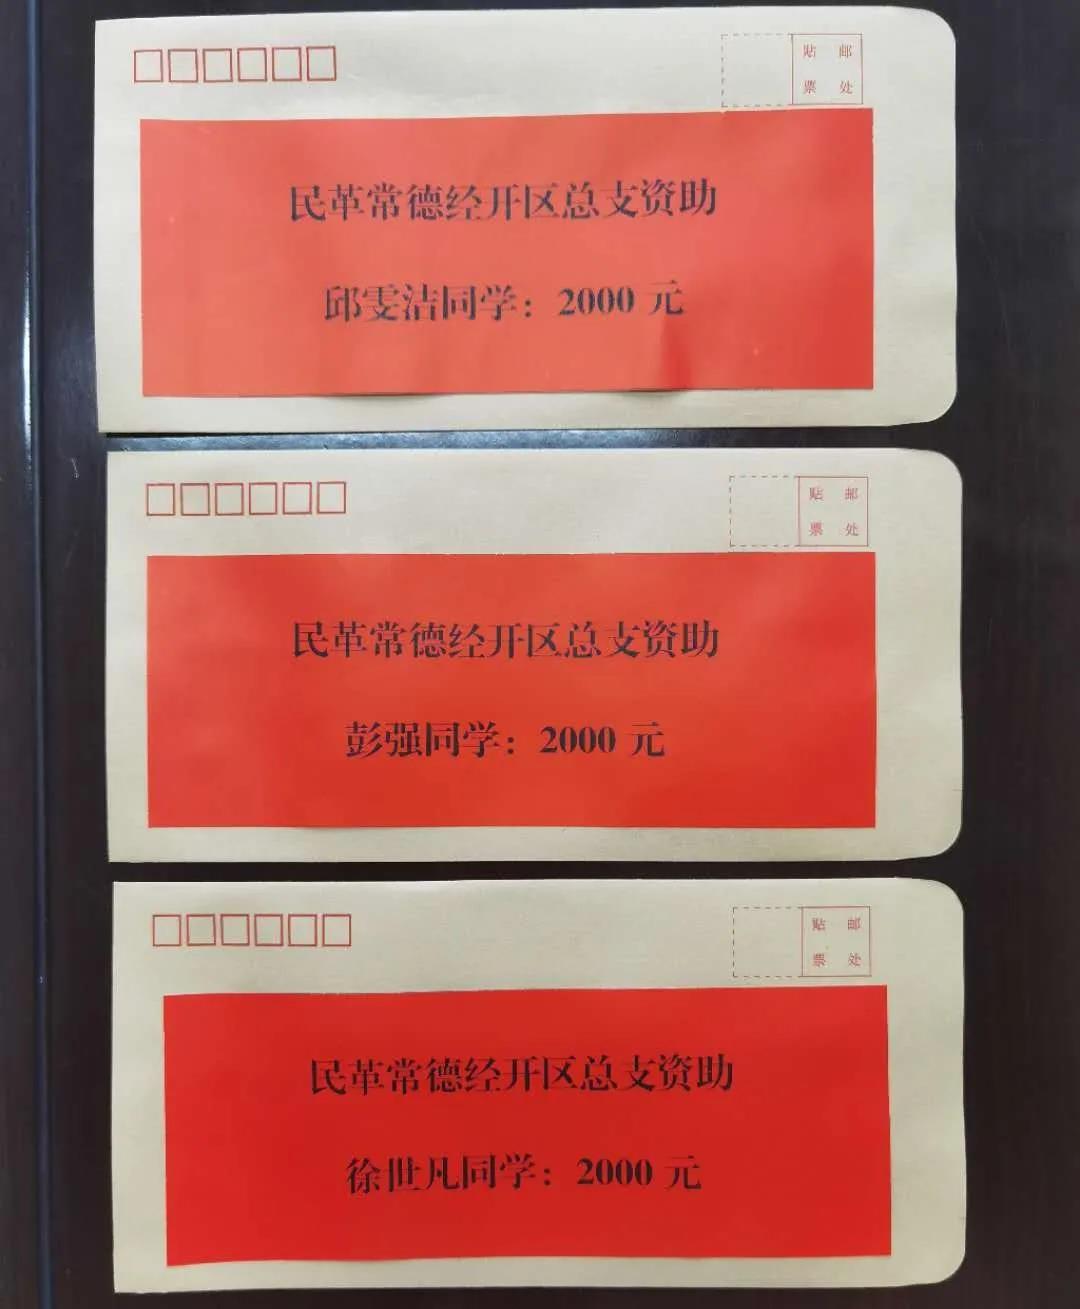 贴 邮
票 处
民革常德经开区总支资助
邱雯洁同学：2000 元
贴 邮
票 处
民革常德经开区总支资助
彭强同学：2000 元
贴 邮
票 处
民革常德经开区总支资助
徐世凡同学：2000 元